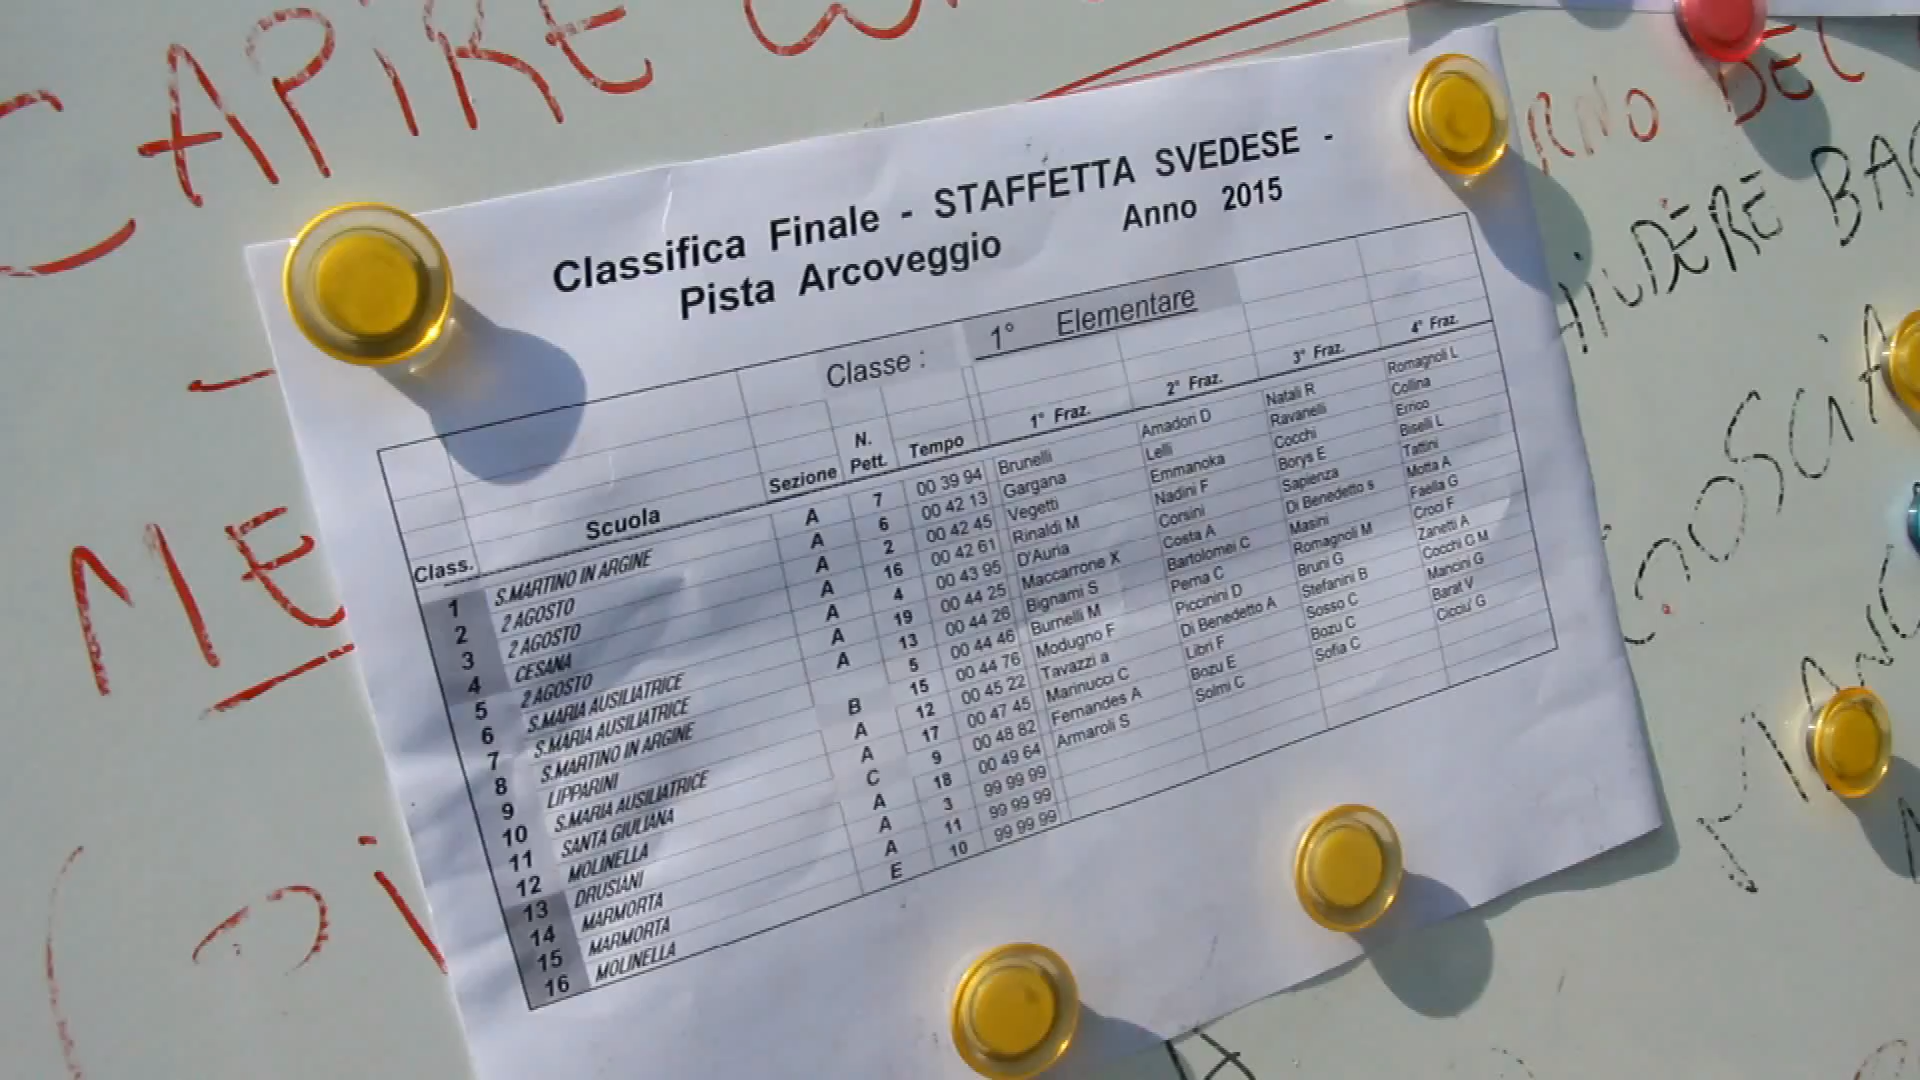 CAPIRE
Classifica Finale - STAFFETTA SVEDESE -
Pista Arcoveggio Anno 2015
Classe : 1° Elementare
Class. Scuola Sezione N. Pett. Tempo 1° Fraz. 2° Fraz. 3° Fraz. 4° Fraz.
1 S.MARTINO IN ARGINE A 7 00 39 94 Brunelli Amadori D Natali R Romagnoli L
2 2 AGOSTO A 6 00 42 13 Gargana Lelli Ravanelli Collina
3 2 AGOSTO A 2 00 42 45 Vegetti Emmanoka Cocchi Errico
4 CESANA A 16 00 42 61 Rinaldi M Nadini F Borys E Biselli L
5 2 AGOSTO A 4 00 43 95 D'Auria Corsini Sapienza Tattini
6 S.MARIA AUSILIATRICE A 19 00 44 25 Maccarrone X Costa A Di Benedetto s Motta A
7 S.MARIA AUSILIATRICE A 13 00 44 26 Bignami S Bartolomei C Masini Faella G
8 S.MARTINO IN ARGINE 5 00 44 46 Burnelli M Perna C Romagnoli M Croci F
9 LIPPARINI B 15 00 44 76 Modugno F Piccinini D Bruni G Zanetti A
10 S.MARIA AUSILIATRICE A 12 00 45 22 Tavazzi a Di Benedetto A Stefanini B Cocchi G M
11 SANTA GIULIANA A 17 00 47 45 Mannucci C Libri F Sosso C Mancini G
12 MOLINELLA C 9 00 48 82 Fernandes A Bozu E Bozu C Barat V
13 DRUSIANI A 18 00 49 64 Armaroli S Solmi C Sofia C Cicciu' G
14 MARMORTA A 3 99 99 99
15 MARMORTA A 11 99 99 99
16 MOLINELLA E 10 99 99 99